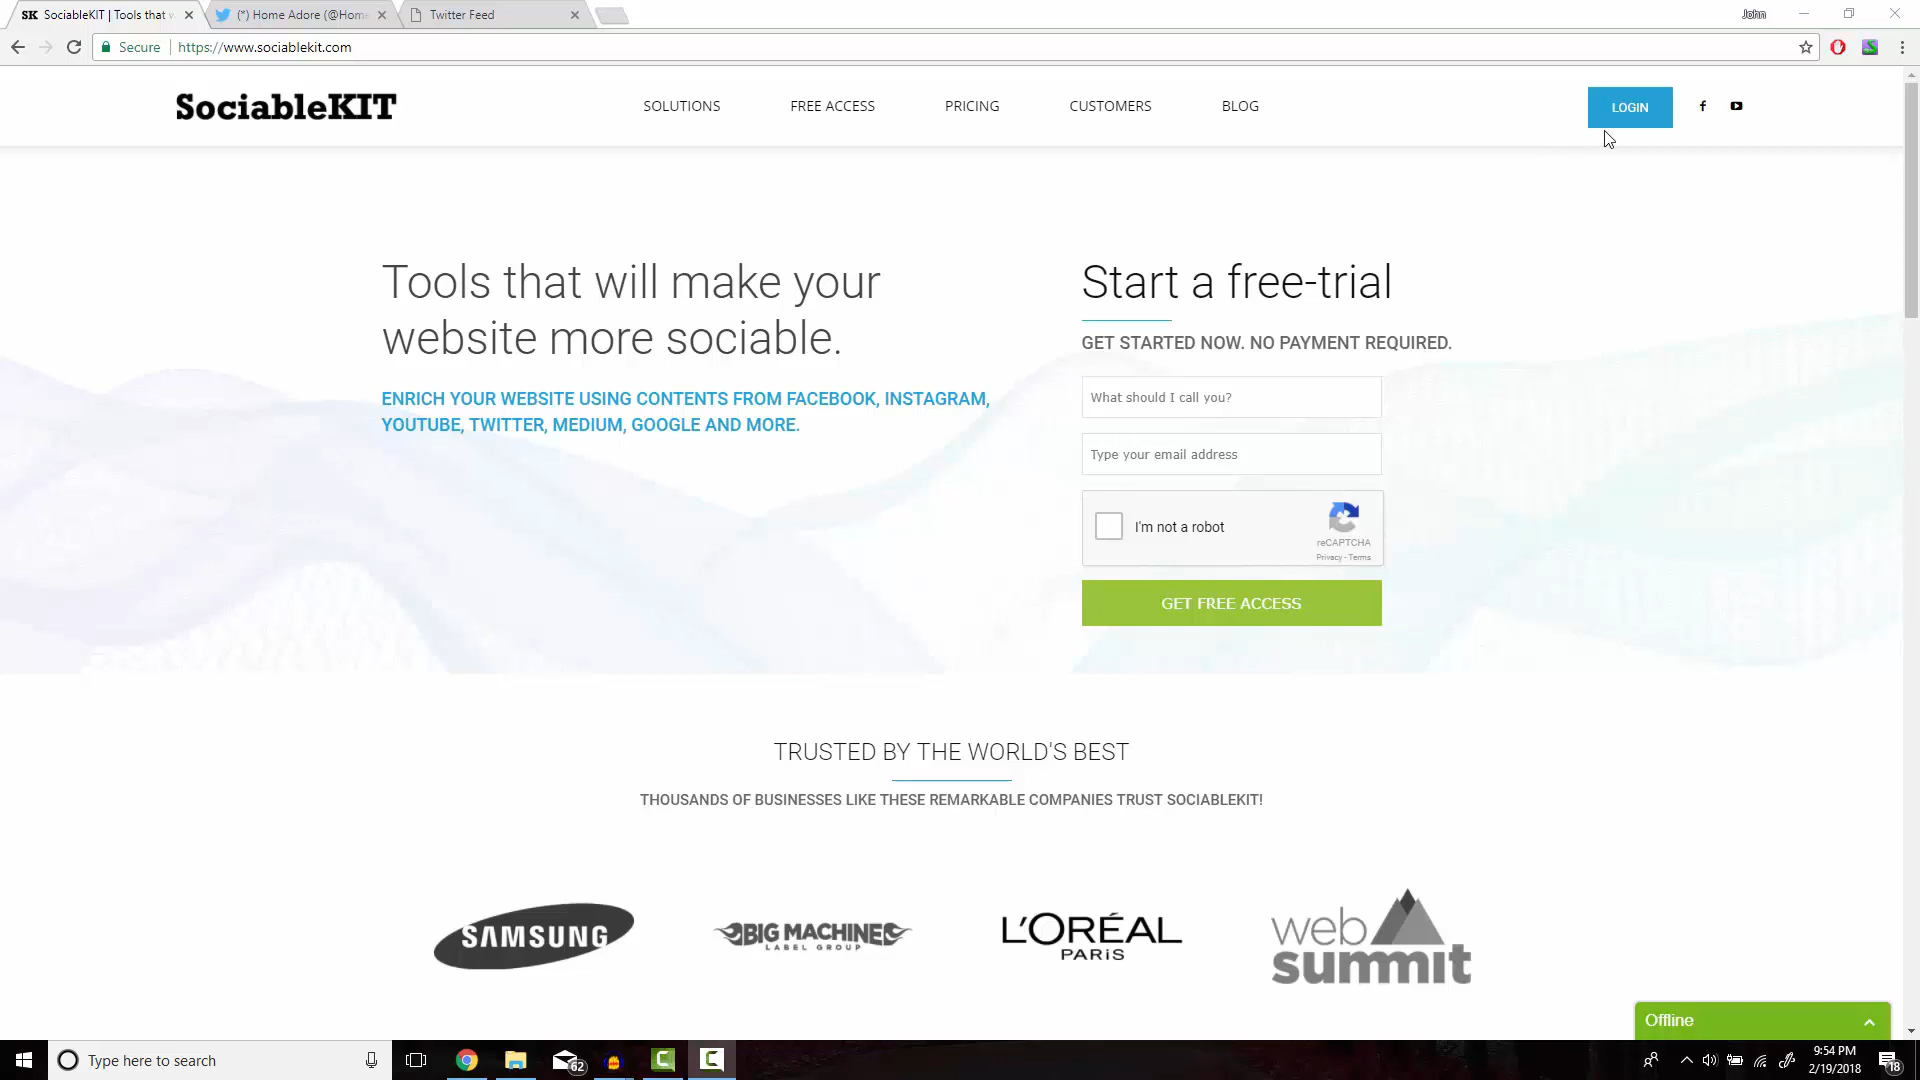 SK SociableKIT | Tools that w
(*) Home Adore (@Home
Twitter Feed
John
Secure
https://www.sociablekit.com
SociableKIT
SOLUTIONS
FREE ACCESS
PRICING
CUSTOMERS
BLOG
LOGIN
Tools that will make your
website more sociable.
ENRICH YOUR WEBSITE USING CONTENTS FROM FACEBOOK, INSTAGRAM,
YOUTUBE, TWITTER, MEDIUM, GOOGLE AND MORE.
Start a free-trial
GET STARTED NOW. NO PAYMENT REQUIRED.
What should I call you?
Type your email address
I'm not a robot
reCAPTCHA
Privacy - Terms
GET FREE ACCESS
TRUSTED BY THE WORLD'S BEST
THOUSANDS OF BUSINESSES LIKE THESE REMARKABLE COMPANIES TRUST SOCIABLEKIT!
SAMSUNG
BIG MACHINE
LABEL GROUP
L'ORÉAL
PARIS
web
summit
Offline
Type here to search
62
9:54 PM
2/19/2018
18